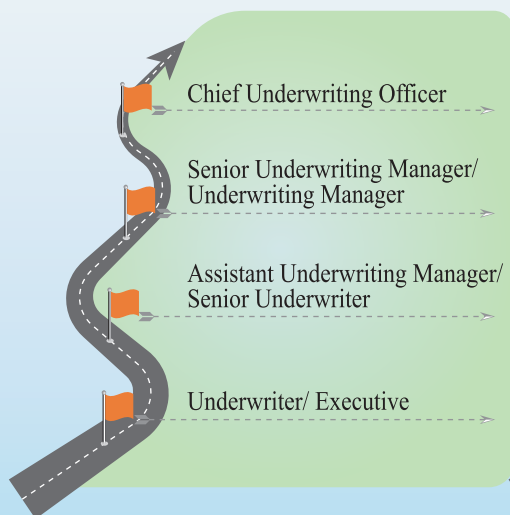 Chief Underwriting Officer
Senior Underwriting Manager/
Underwriting Manager
Assistant Underwriting Manager/
Senior Underwriter
Underwriter/ Executive